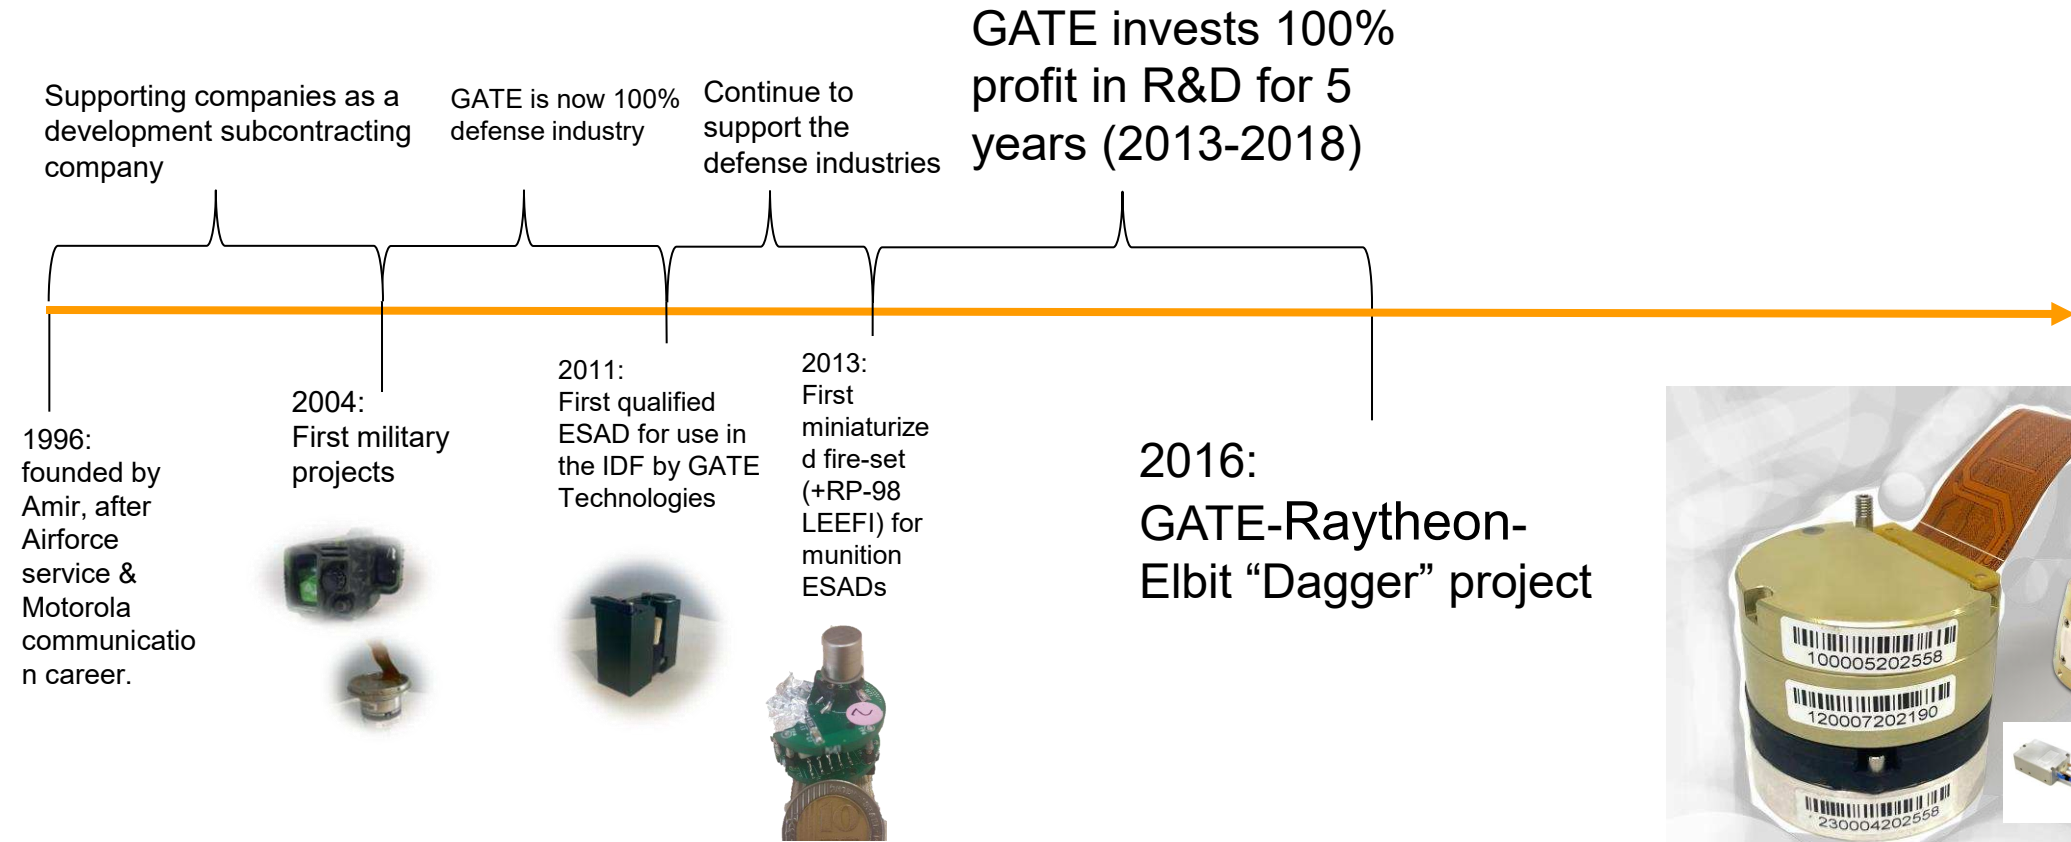 Supporting companies as a
development subcontracting
company
GATE is now 100%
defense industry
Continue to
support the
defense industries
GATE invests 100%
profit in R&D for 5
years (2013-2018)
1996:
founded by
Amir, after
Airforce
service &
Motorola
communicatio
n career.
2004:
First military
projects
2011:
First qualified
ESAD for use in
the IDF by GATE
Technologies
2013:
First
miniaturize
d fire-set
(+RP-98
LEEFI) for
munition
ESADs
2016:
GATE-Raytheon-
Elbit “Dagger” project
100005202558
120007202190
230004202558
10